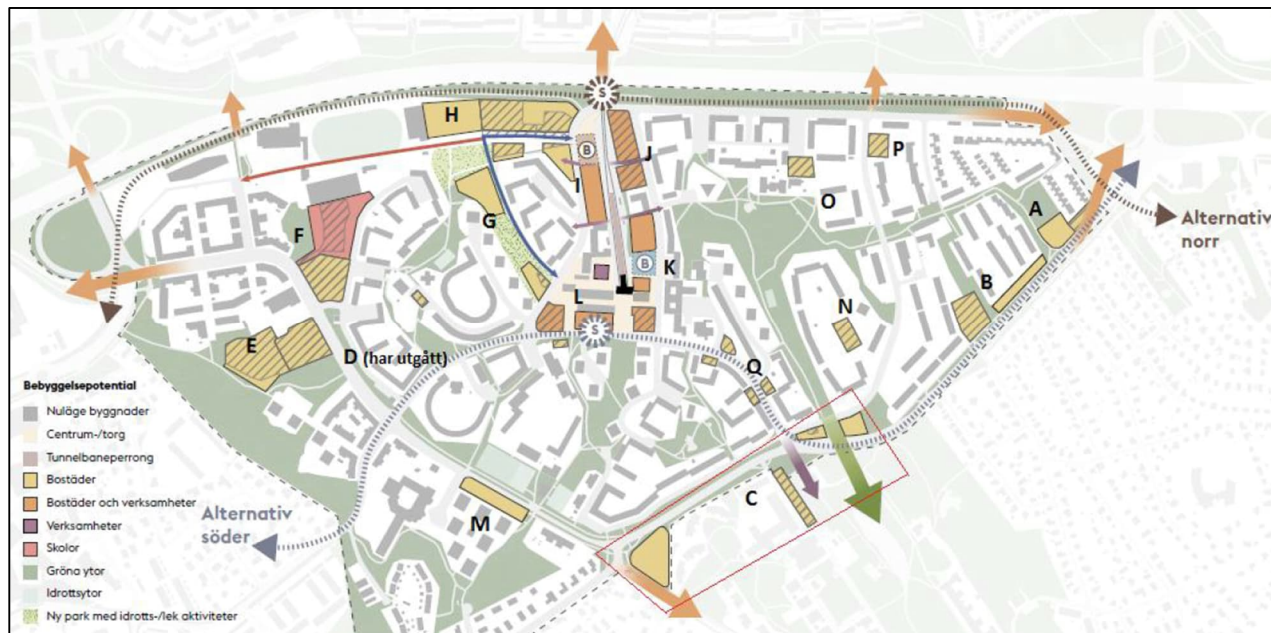 S
H
B
J
P
I
O
A
Alternativ
norr
G
F
B
K
B
L
N
S
E
D (har utgått)
Q
Bebyggelsepotential
Nuläge byggnader
Centrum-/torg
Tunnelbaneperrong
Bostäder
Bostäder och verksamheter
Verksamheter
Skolor
Gröna ytor
Idrottsytor
Ny park med idrotts-/lek aktiviteter
Alternativ
söder
M
C